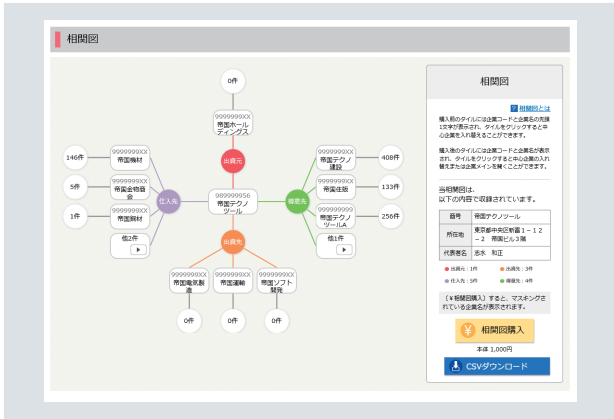 相関図
0件
9999999XX
帝国ホール
ディングス
出資元
146件
9999999XX
帝国機材
5件
9999999XX
帝国金物商
会
1件
9999999XX
帝国鋼材
他2件
仕入先
989999956
帝国テクノ
ツール
得意先
9999999XX
帝国テクノ
建設
408件
9999999XX
帝国住販
133件
999999999
帝国テクノ
ツールA
256件
他1件
出資先
9999999XX
帝国電気製
造
9999999XX
帝国運輸
9999999XX
帝国ソフト
開発
0件
0件
0件
相関図
? 相関図とは
購入前のタイルには企業コードと企業名の先頭
1文字が表示され、タイルをクリックすると中
心企業を入れ替えることができます。
購入後のタイルには企業コードと企業名が表示
され、タイルをクリックすると中心企業の入れ
替えまたは企業メインを開くことができます。
当相関図は、
以下の内容で収録されています。
商号 帝国テクノツール
所在地 東京都中央区新富1-12
-2 帝国ビル3階
代表者名 志水 和正
出資元:1件 出資先:3件
仕入先:5件 得意先:4件
[¥相関図購入]すると、マスキングさ
れている企業名が表示されます。
¥ 相関図購入
本体 1,000円
CSVダウンロード